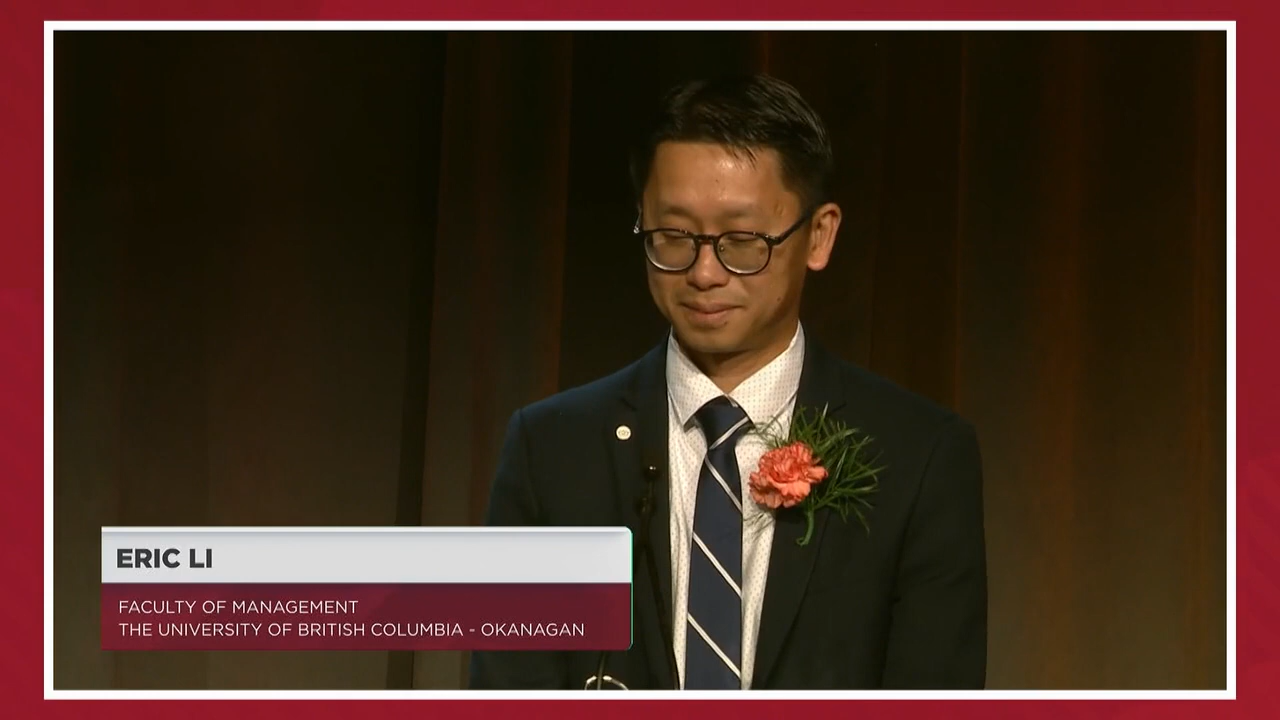 ERIC LI
FACULTY OF MANAGEMENT
THE UNIVERSITY OF BRITISH COLUMBIA - OKANAGAN